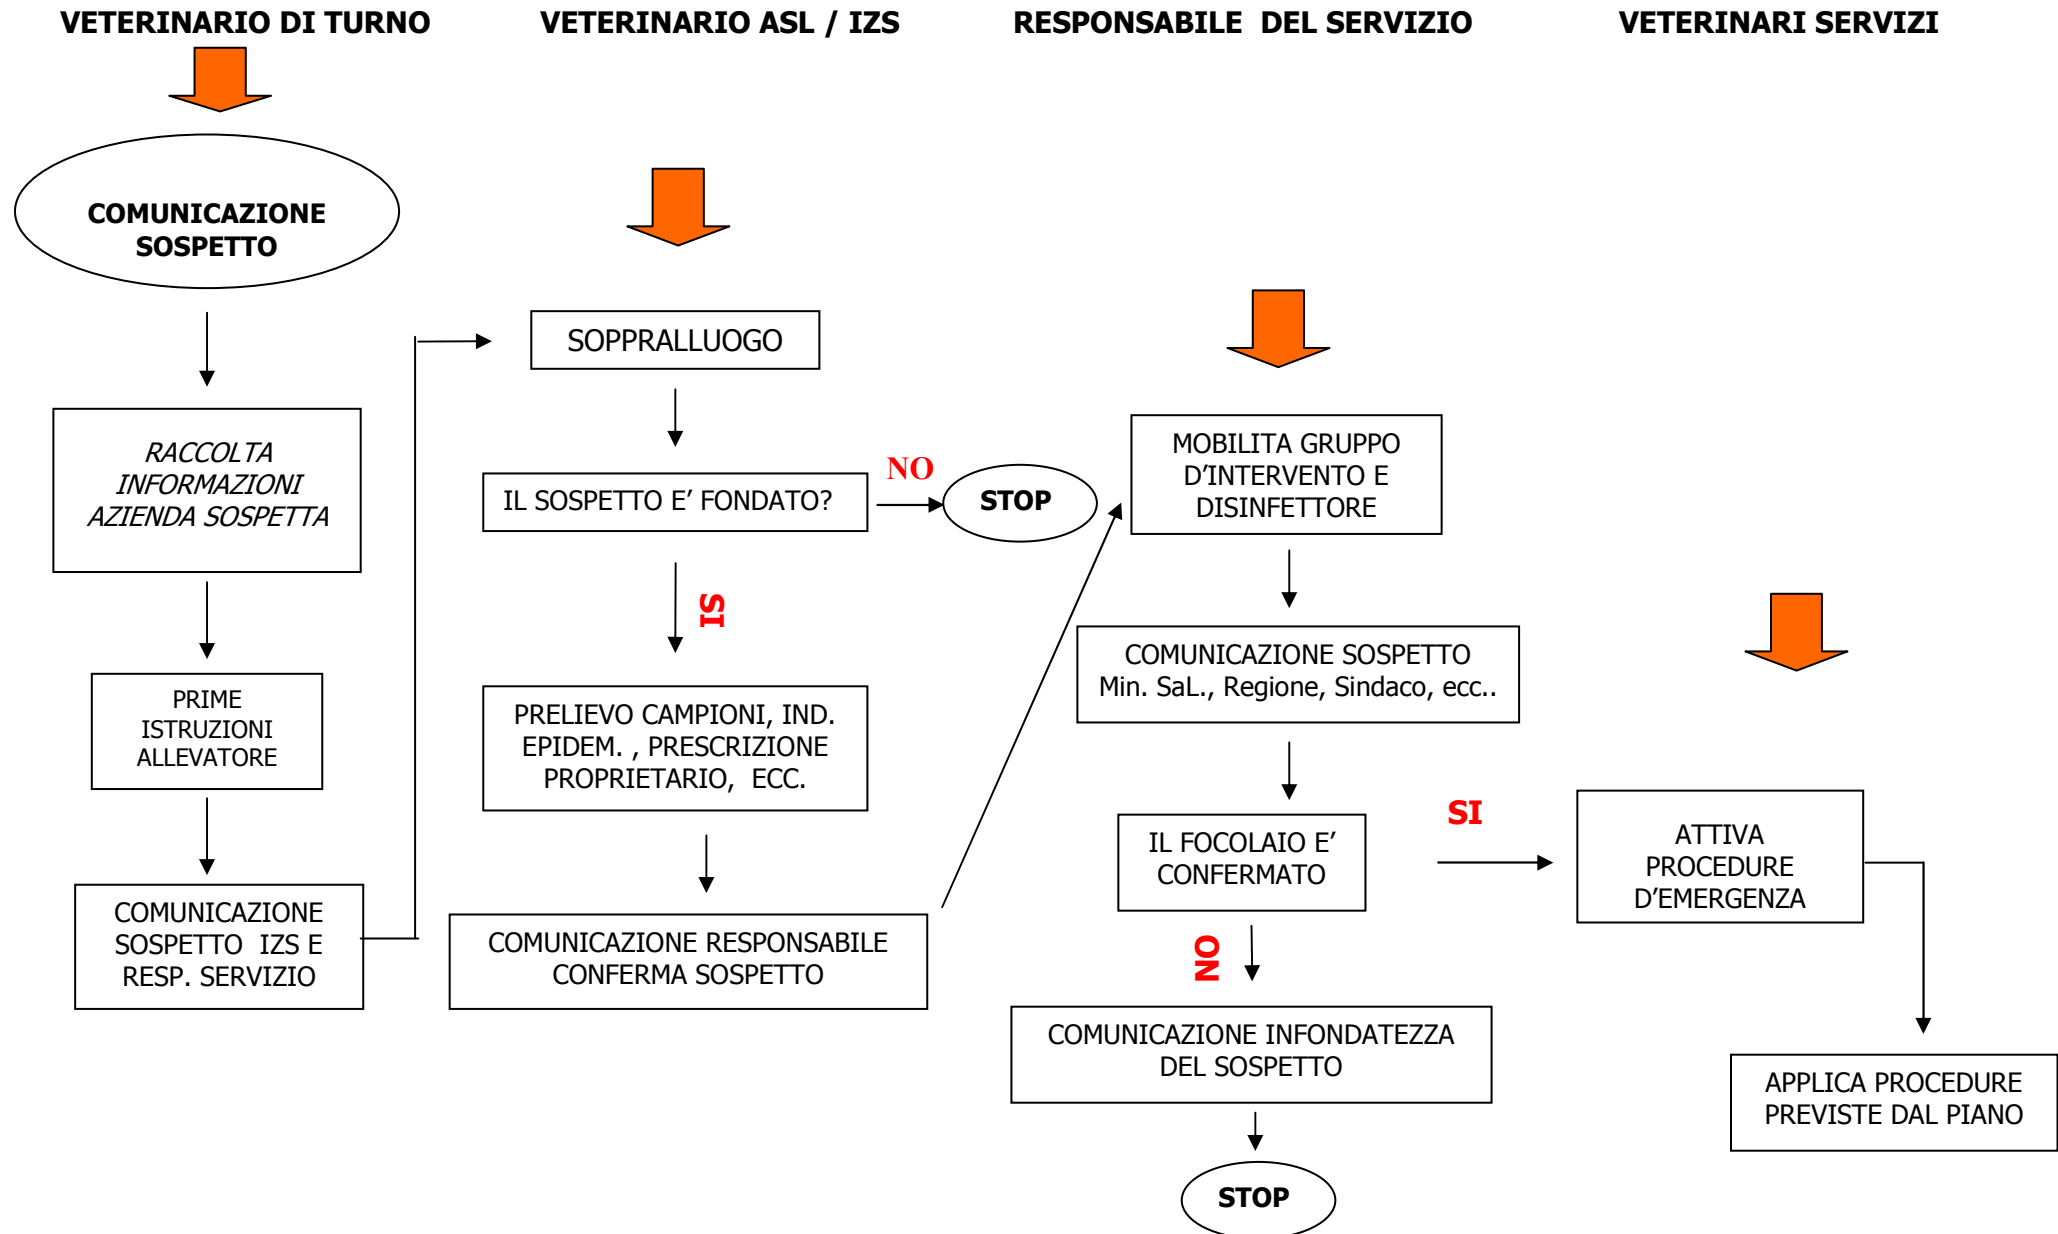 VETERINARIO DI TURNO
VETERINARIO ASL / IZS
RESPONSABILE DEL SERVIZIO
VETERINARI SERVIZI
COMUNICAZIONE
SOSPETTO
RACCOLTA
INFORMAZIONI
AZIENDA SOSPETTA
PRIME
ISTRUZIONI
ALLEVATORE
COMUNICAZIONE
SOSPETTO IZS E
RESP. SERVIZIO
SOPPRALLUOGO
IL SOSPETTO E’ FONDATO?
NO
STOP
SI
PRELIEVO CAMPIONI, IND.
EPIDEM. , PRESCRIZIONE
PROPRIETARIO, ECC.
COMUNICAZIONE RESPONSABILE
CONFERMA SOSPETTO
MOBILITA GRUPPO
D’INTERVENTO E
DISINFETTORE
COMUNICAZIONE SOSPETTO
Min. SaL., Regione, Sindaco, ecc..
IL FOCOLAIO E’
CONFERMATO
SI
NO
COMUNICAZIONE INFONDATEZZA
DEL SOSPETTO
STOP
ATTIVA
PROCEDURE
D’EMERGENZA
APPLICA PROCEDURE
PREVISTE DAL PIANO